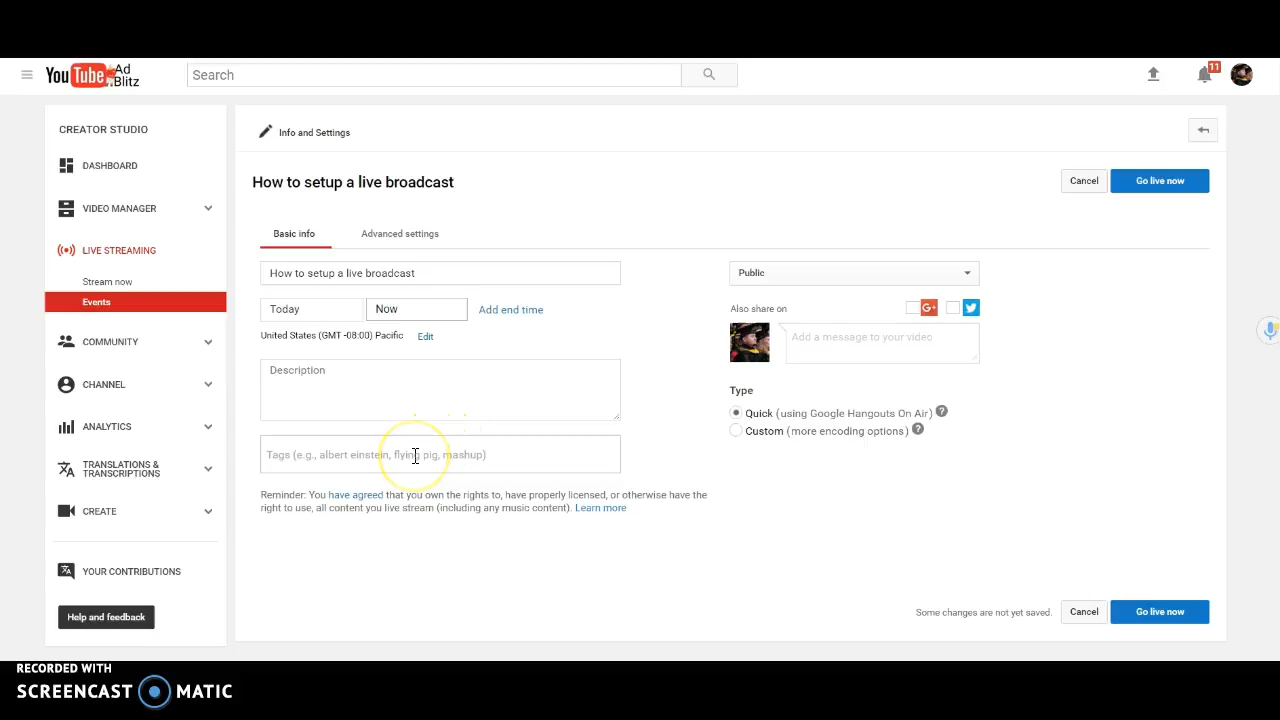 YouTube Ad Blitz
Search
11
CREATOR STUDIO
DASHBOARD
VIDEO MANAGER
LIVE STREAMING
Stream now
Events
COMMUNITY
CHANNEL
ANALYTICS
TRANSLATIONS &
TRANSCRIPTIONS
CREATE
YOUR CONTRIBUTIONS
Help and feedback
Info and Settings
How to setup a live broadcast
Cancel
Go live now
Basic info
Advanced settings
How to setup a live broadcast
Today
Now
Add end time
United States (GMT -08:00) Pacific
Edit
Description
Tags (e.g., albert einstein, flying pig, mashup)
Reminder: You have agreed that you own the rights to, have properly licensed, or otherwise have the
right to use, all content you live stream (including any music content). Learn more
Public
Also share on
G+
Add a message to your video
Type
Quick (using Google Hangouts On Air) ?
Custom (more encoding options) ?
Some changes are not yet saved.
Cancel
Go live now
RECORDED WITH
SCREENCAST MATIC